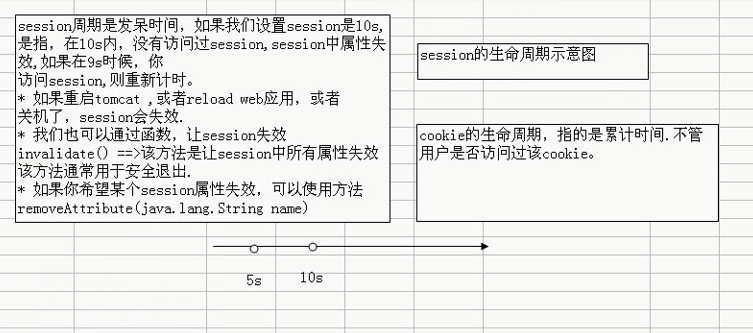 session周期是发呆时间，如果我们设置session是10s,
是指，在10s内，没有访问过session,session中属性失
效,如果在9s时候，你
访问session,则重新计时。
* 如果重启tomcat ,或者reload web应用，或者
关机了，session会失效.
* 我们也可以通过函数，让session失效
invalidate() ==>该方法是让session中所有属性失效
该方法通常用于安全退出.
* 如果你希望某个session属性失效，可以使用方法
removeAttribute(java.lang.String name)
session的生命周期示意图
cookie的生命周期，指的是累计时间.不管
用户是否访问过该cookie。
5s
10s